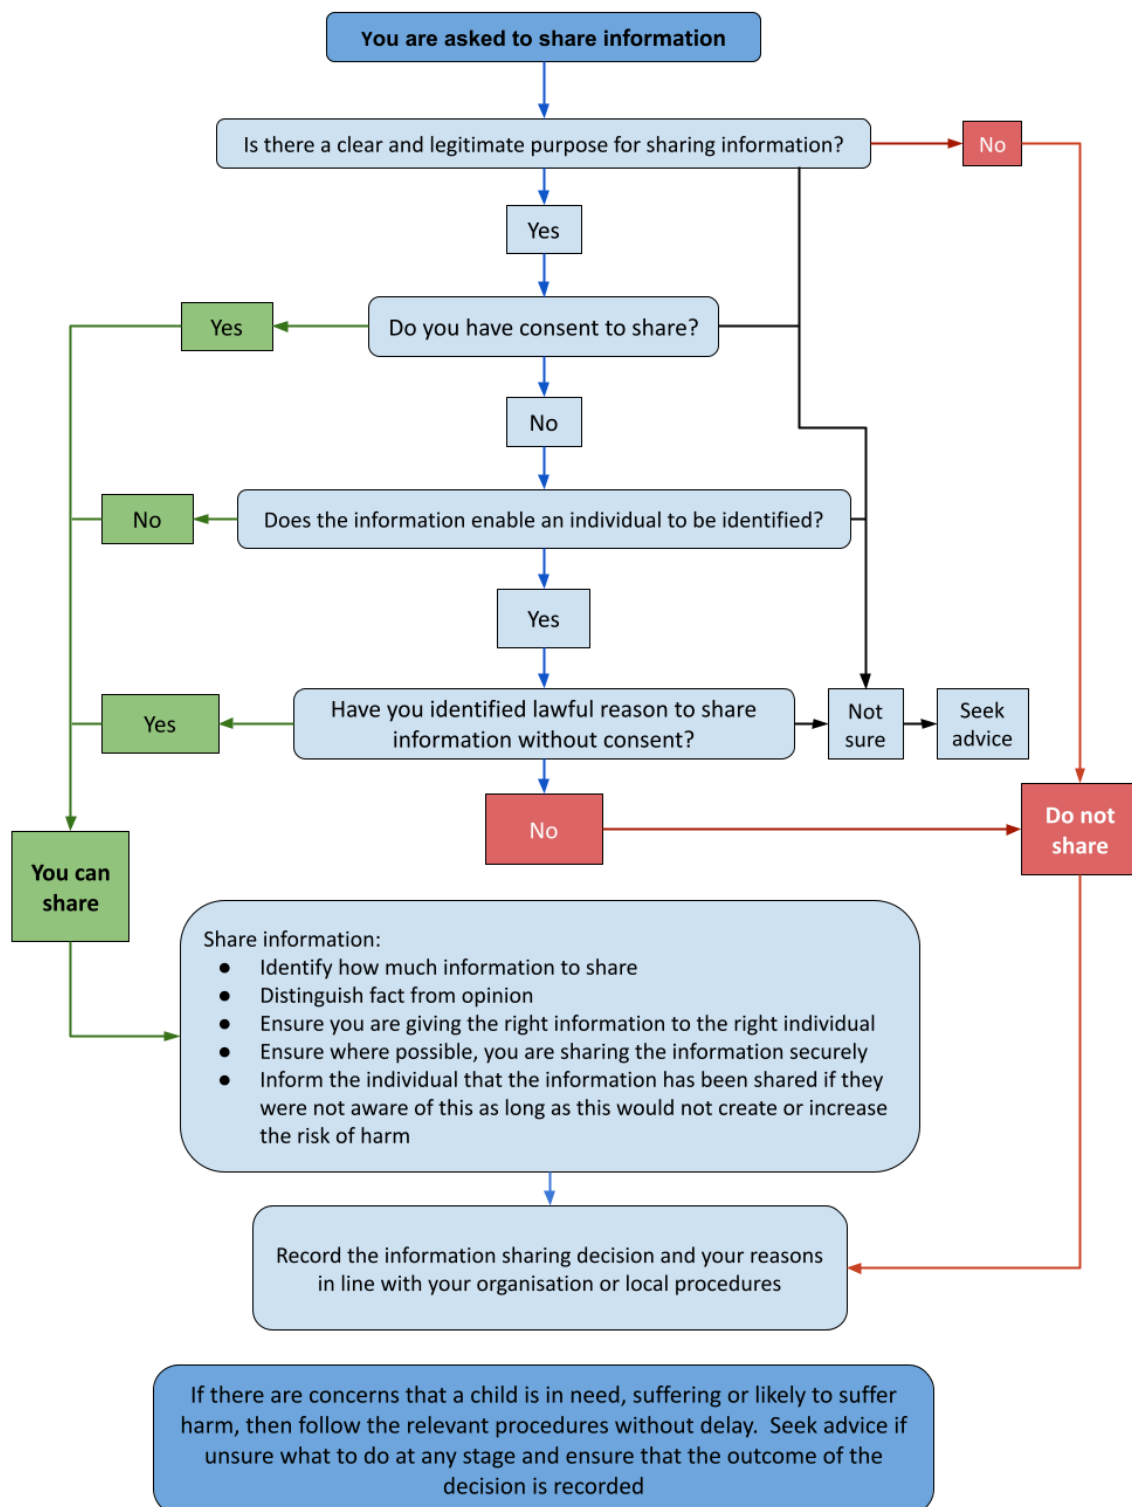 You are asked to share information
Is there a clear and legitimate purpose for sharing information?
No
Yes
Do you have consent to share?
Yes
No
Does the information enable an individual to be identified?
No
Yes
Have you identified lawful reason to share
information without consent?
Yes
Not
sure
Seek
advice
No
Do not
share
You can
share
Share information:
● Identify how much information to share
● Distinguish fact from opinion
● Ensure you are giving the right information to the right individual
● Ensure where possible, you are sharing the information securely
● Inform the individual that the information has been shared if they
were not aware of this as long as this would not create or increase
the risk of harm
Record the information sharing decision and your reasons
in line with your organisation or local procedures
If there are concerns that a child is in need, suffering or likely to suffer
harm, then follow the relevant procedures without delay.  Seek advice if
unsure what to do at any stage and ensure that the outcome of the
decision is recorded